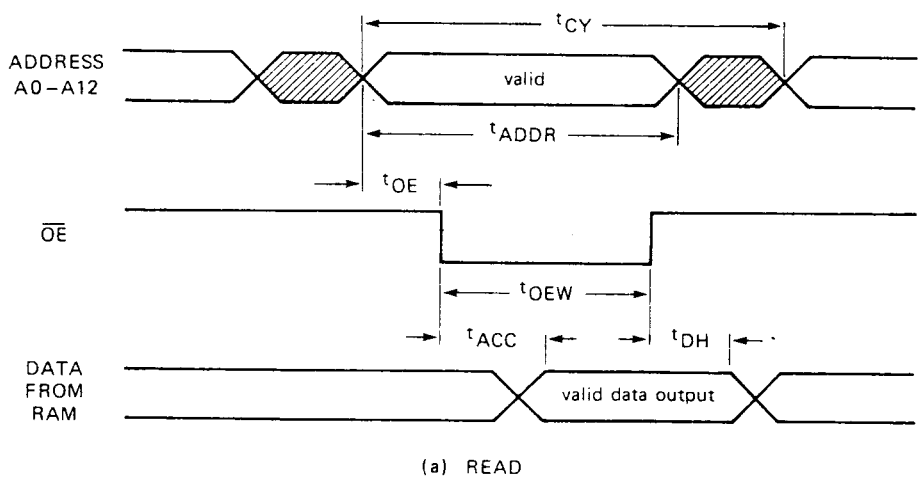 tCY
ADDRESS
A0-A12
valid
tADDR
tOE
OE
tOEW
tACC
tDH
DATA
FROM
RAM
valid data output
(a) READ